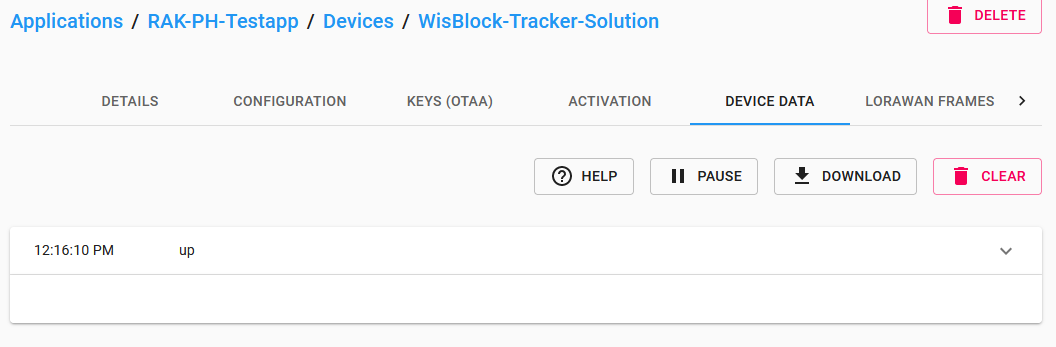 Applications / RAK-PH-Testapp / Devices / WisBlock-Tracker-Solution
DELETE
DETAILS CONFIGURATION KEYS (OTAA) ACTIVATION DEVICE DATA LORAWAN FRAMES
HELP PAUSE DOWNLOAD CLEAR
12:16:10 PM up